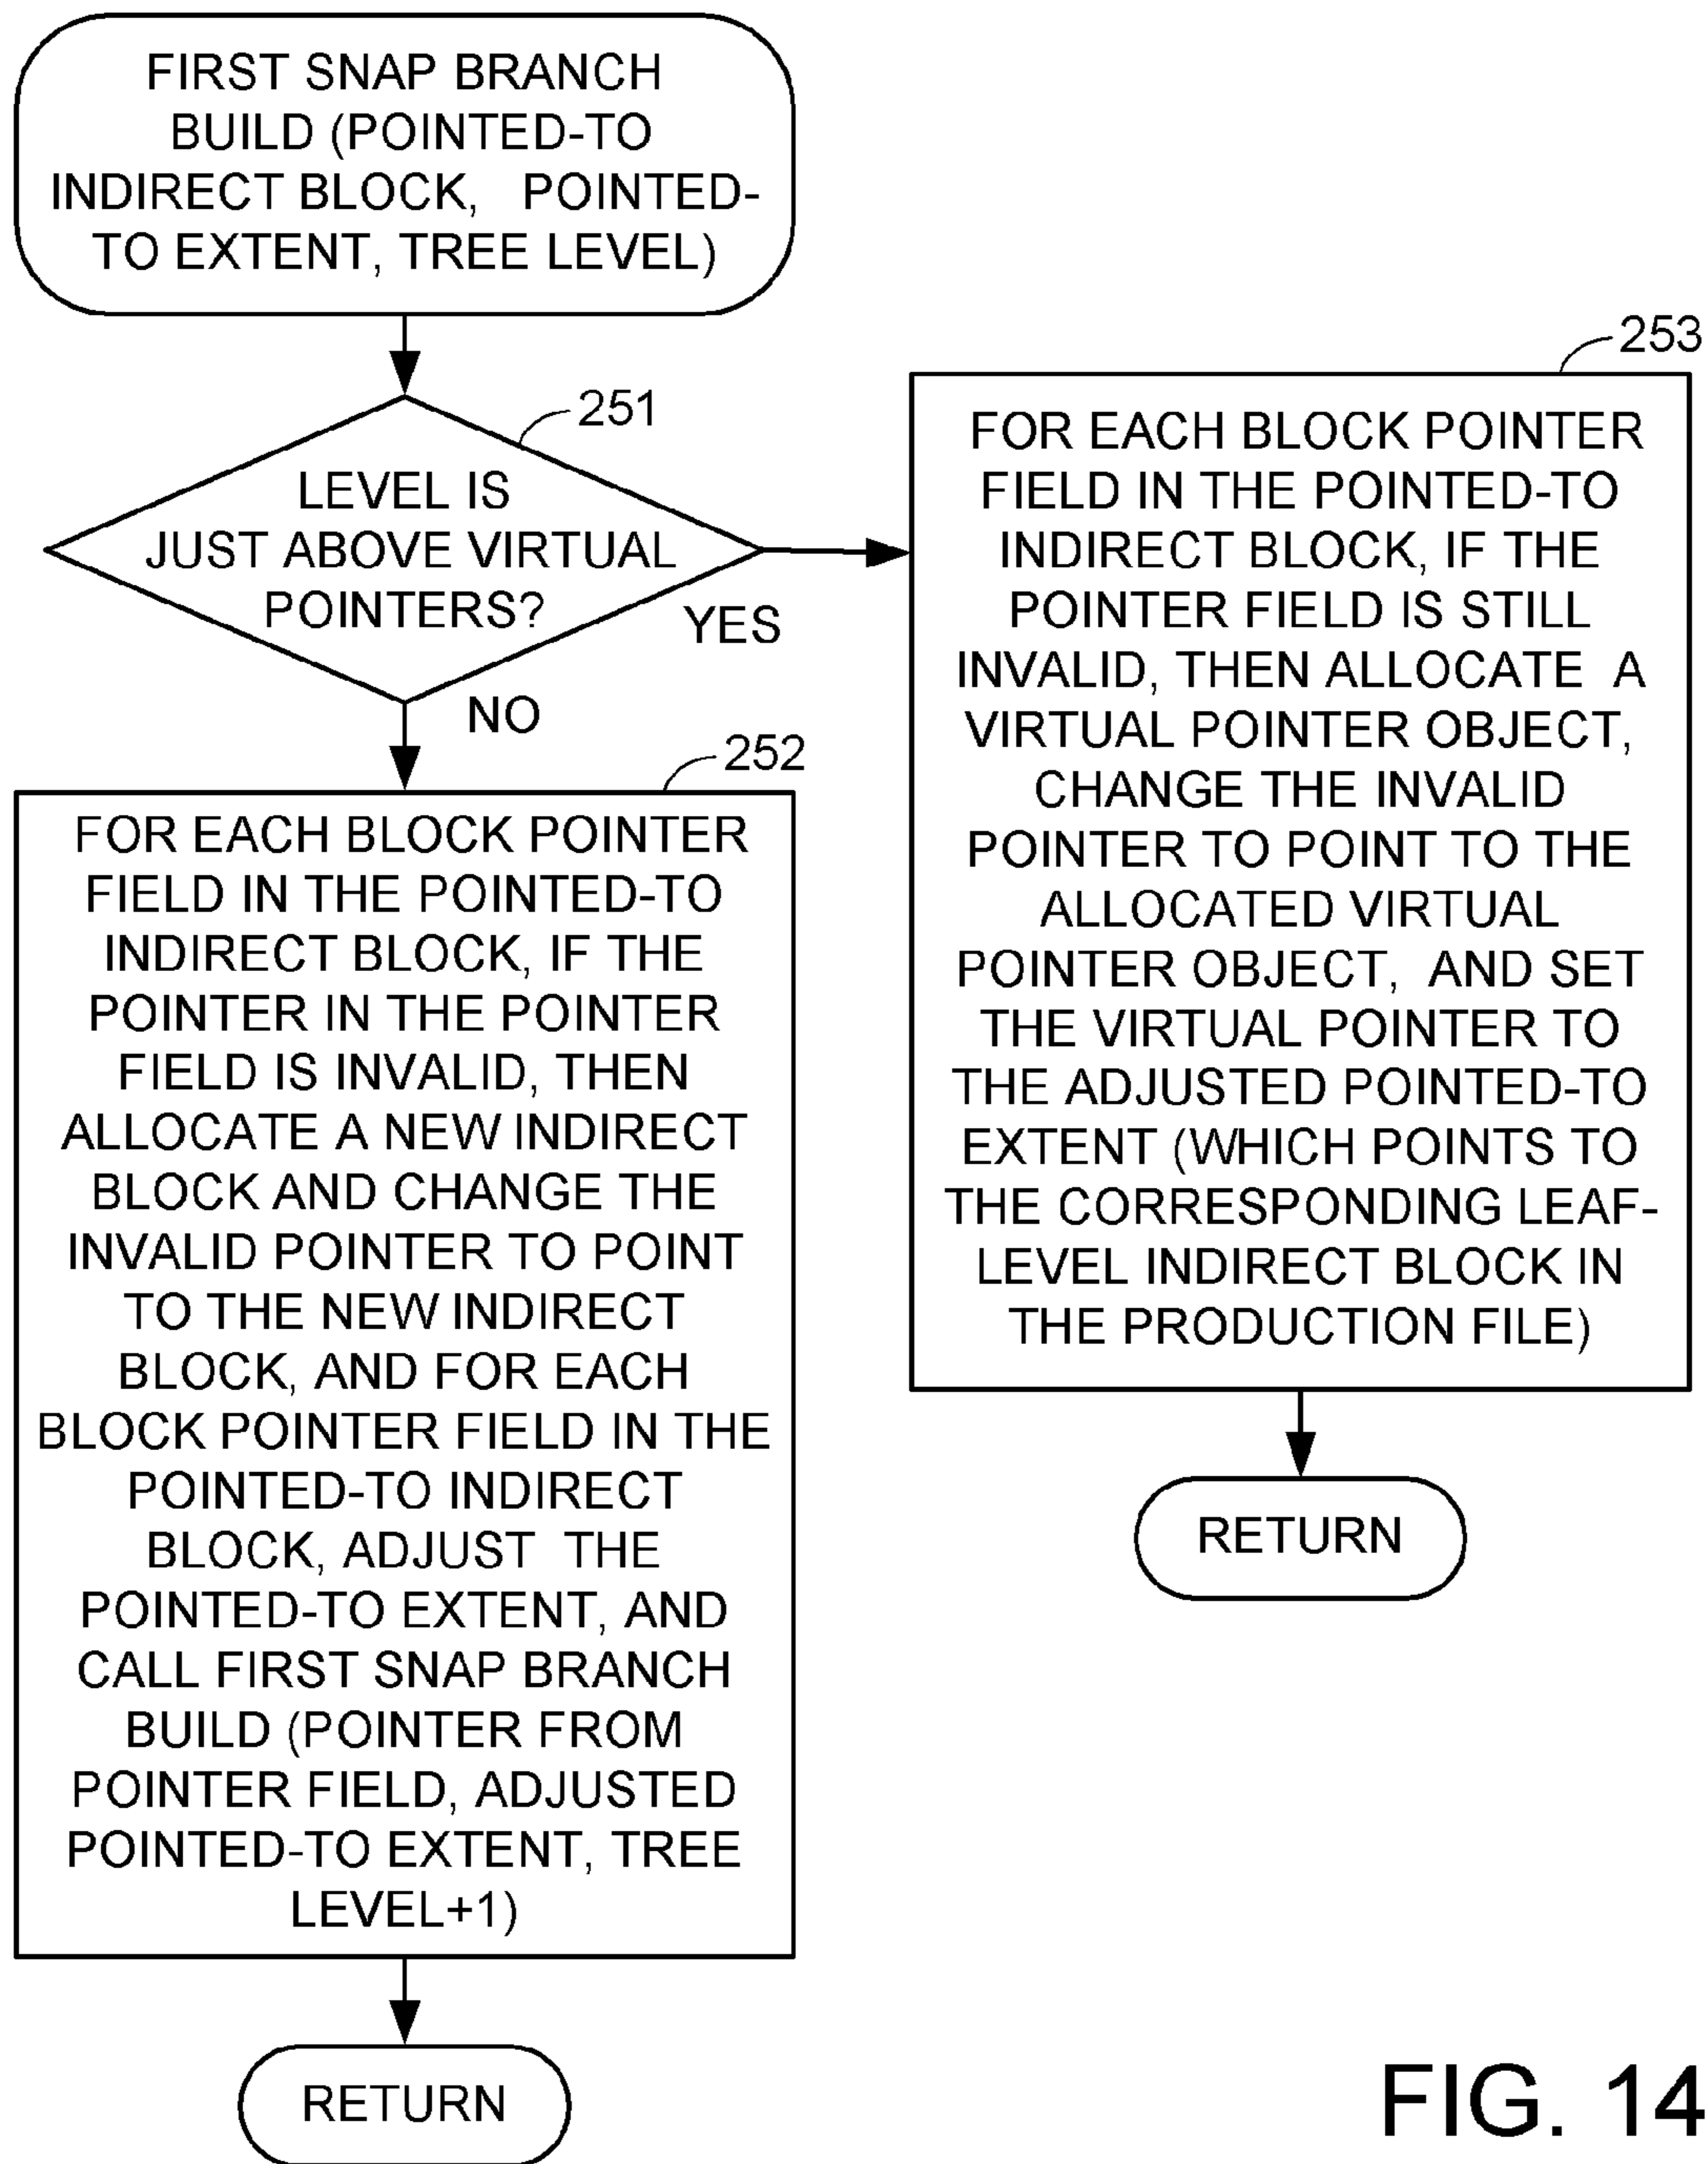 FIRST SNAP BRANCH
BUILD (POINTED-TO
INDIRECT BLOCK, POINTED-
TO EXTENT, TREE LEVEL)
251
LEVEL IS
JUST ABOVE VIRTUAL
POINTERS?
YES
NO
252
FOR EACH BLOCK POINTER
FIELD IN THE POINTED-TO
INDIRECT BLOCK, IF THE
POINTER IN THE POINTER
FIELD IS INVALID, THEN
ALLOCATE A NEW INDIRECT
BLOCK AND CHANGE THE
INVALID POINTER TO POINT
TO THE NEW INDIRECT
BLOCK, AND FOR EACH
BLOCK POINTER FIELD IN THE
POINTED-TO INDIRECT
BLOCK, ADJUST THE
POINTED-TO EXTENT, AND
CALL FIRST SNAP BRANCH
BUILD (POINTER FROM
POINTER FIELD, ADJUSTED
POINTED-TO EXTENT, TREE
LEVEL+1)
RETURN
253
FOR EACH BLOCK POINTER
FIELD IN THE POINTED-TO
INDIRECT BLOCK, IF THE
POINTER FIELD IS STILL
INVALID, THEN ALLOCATE A
VIRTUAL POINTER OBJECT,
CHANGE THE INVALID
POINTER TO POINT TO THE
ALLOCATED VIRTUAL
POINTER OBJECT, AND SET
THE VIRTUAL POINTER TO
THE ADJUSTED POINTED-TO
EXTENT (WHICH POINTS TO
THE CORRESPONDING LEAF-
LEVEL INDIRECT BLOCK IN
THE PRODUCTION FILE)
RETURN
FIG. 14